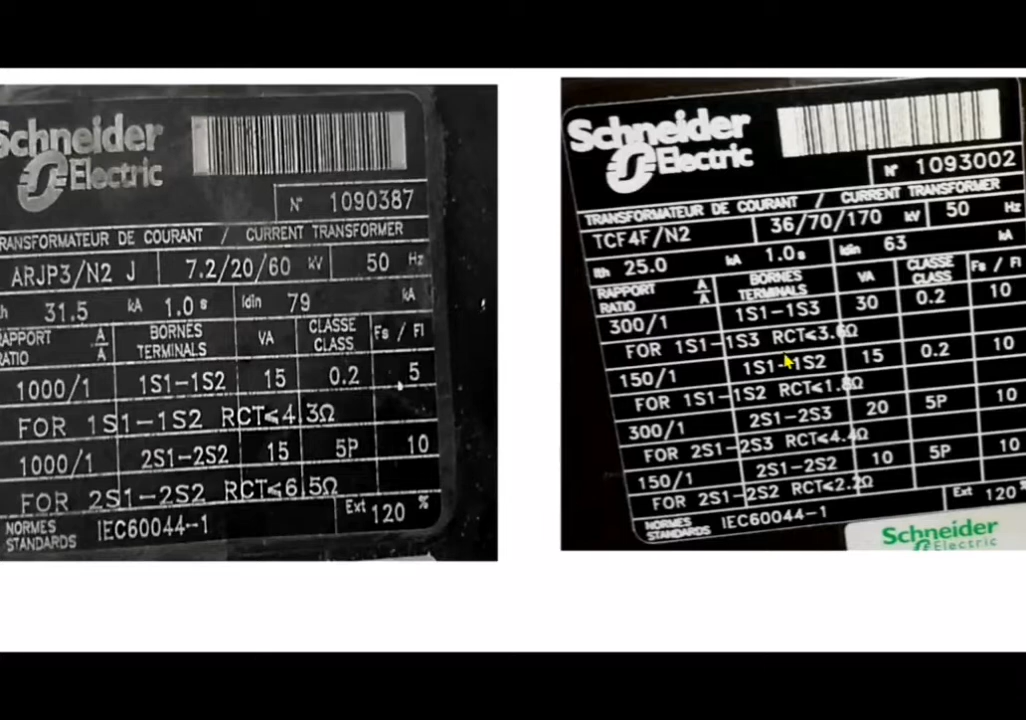 Schneider
Electric
N° 1090387
TRANSFORMATEUR DE COURANT / CURRENT TRANSFORMER
ARJP3/N2 J 7.2/20/60 kV 50 Hz
th 31.5 kA 1.0 s Idin 79 kA
RAPPORT A BORNES VA CLASSE Fs / FI
RATIO A TERMINALS CLASS
1000/1 1S1-1S2 15 0.2 5
FOR 1S1-1S2 RCT⩽4.3Ω
1000/1 2S1-2S2 15 5P 10
FOR 2S1-2S2 RCT⩽6.5Ω
NORMES IEC60044-1 Ext 120 %
STANDARDS
Schneider
Electric
N° 1093002
TRANSFORMATEUR DE COURANT / CURRENT TRANSFORMER
TCF4F/N2 36/70/170 kV 50 Hz
Ith 25.0 kA 1.0s Idin 63 kA
RAPPORT A BORNES VA CLASSE Fs / FI
RATIO A TERMINALS CLASS
300/1 1S1-1S3 30 0.2 10
FOR 1S1-1S3 RCT⩽3.6Ω
150/1 1S1-1S2 15 0.2 10
FOR 1S1-1S2 RCT⩽1.8Ω
300/1 2S1-2S3 20 5P 10
FOR 2S1-2S3 RCT⩽4.4Ω
150/1 2S1-2S2 10 5P 10
FOR 2S1-2S2 RCT⩽2.2Ω
NORMES IEC60044-1 Ext 120%
STANDARDS
Schneider
Electric